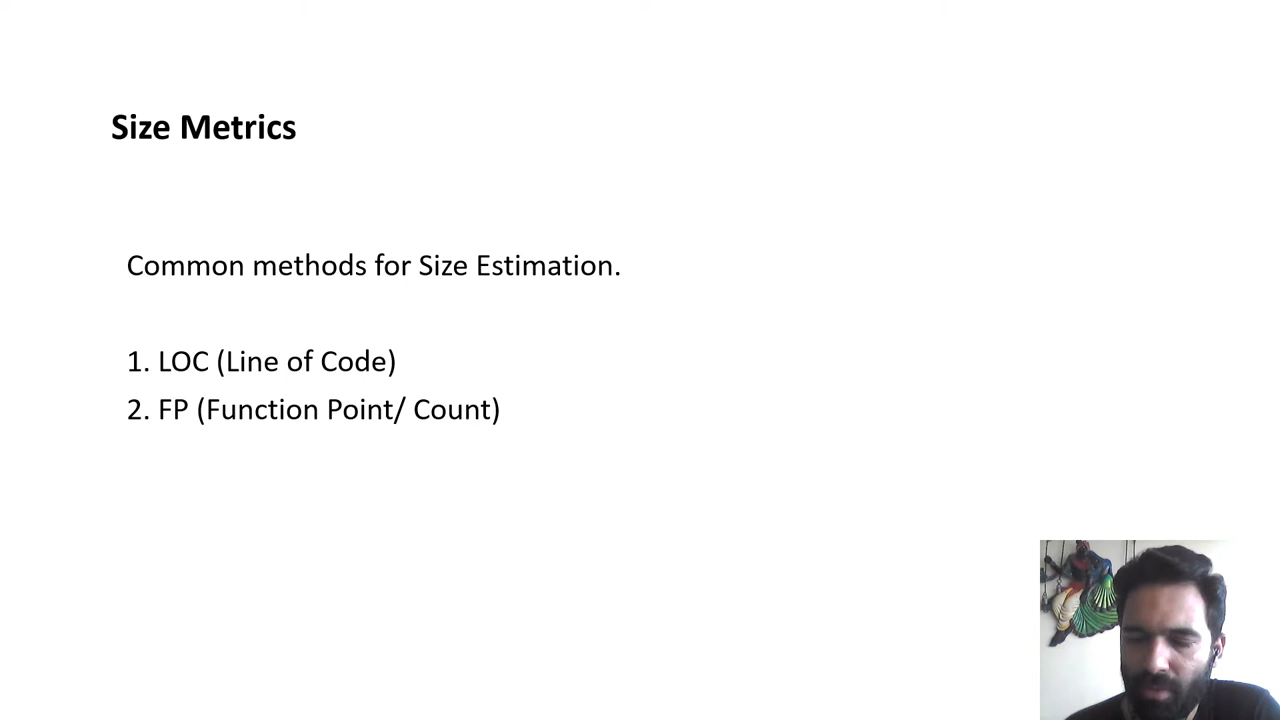 Size Metrics
Common methods for Size Estimation.
1. LOC (Line of Code)
2. FP (Function Point/ Count)